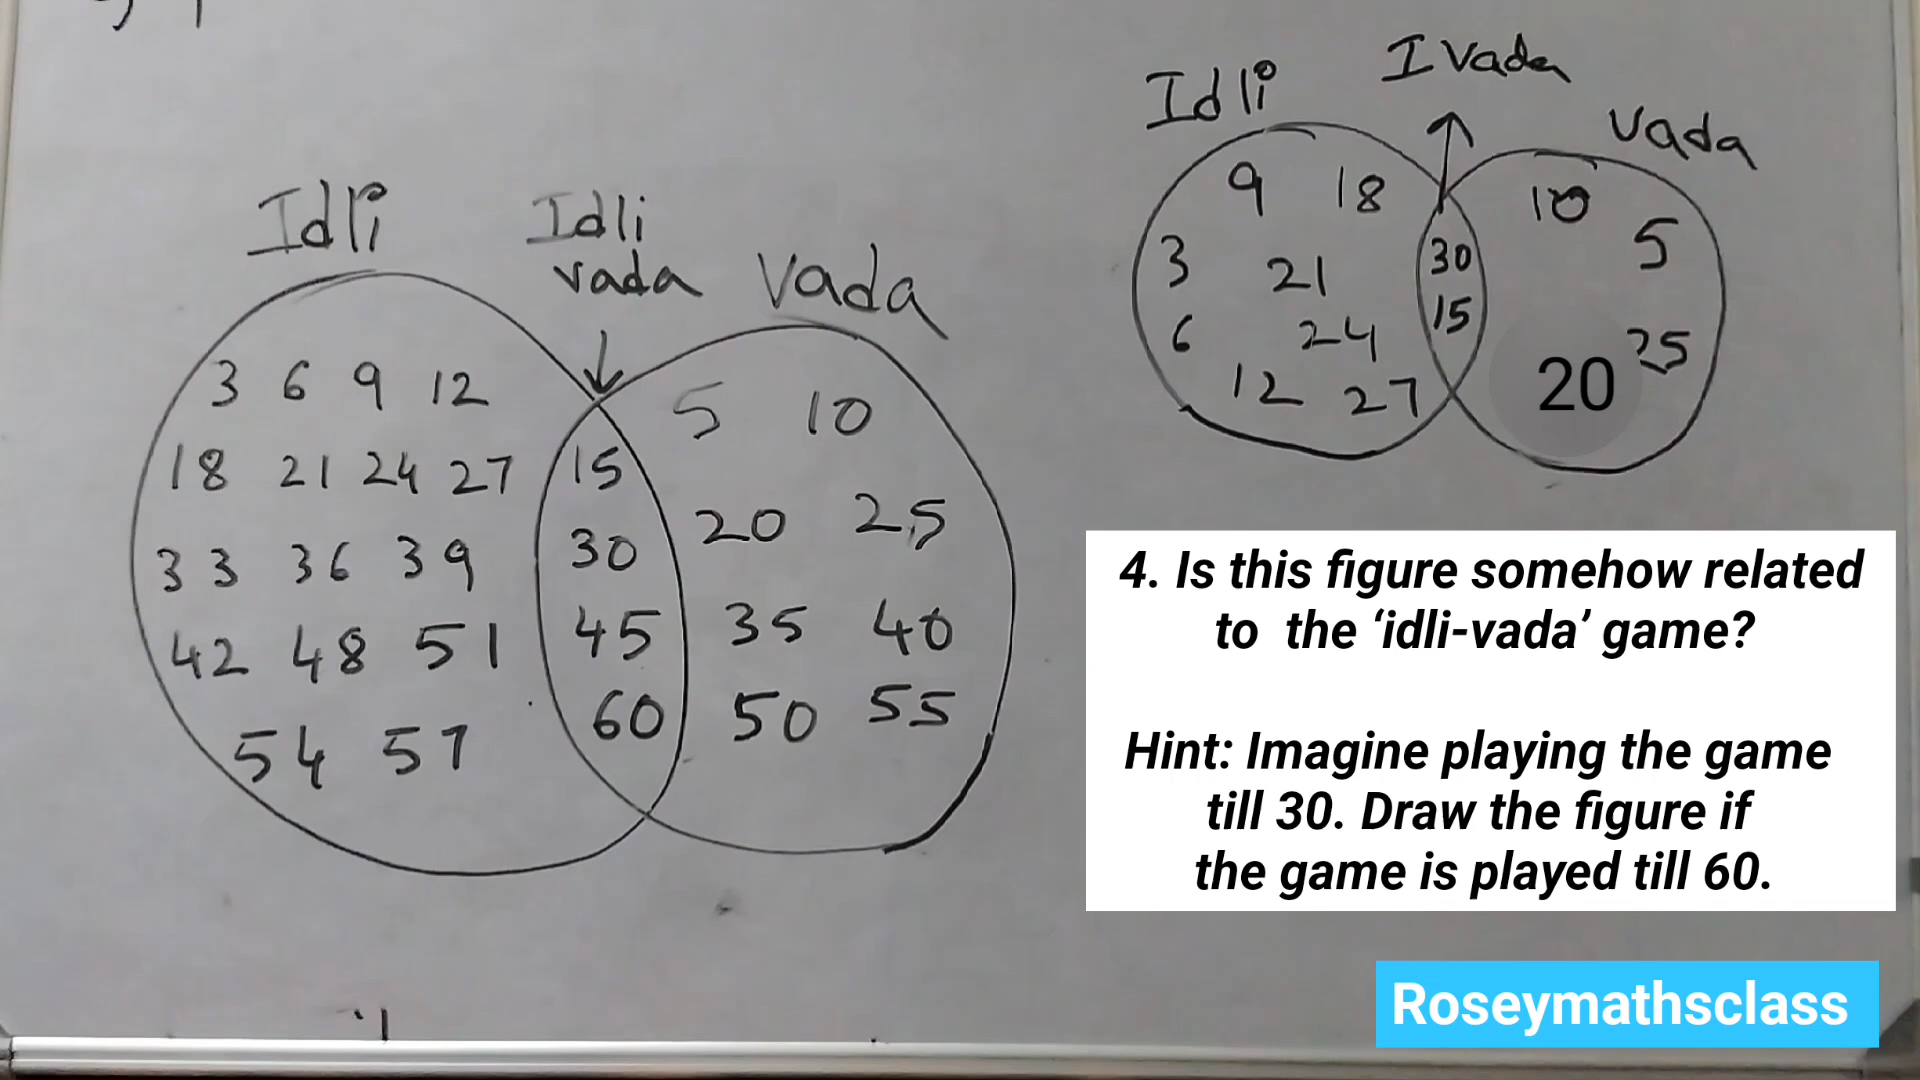 Idli
Idli
vada
Vada
3 6 9 12
18 21 24 27
33 36 39
42 48 51
54 57
15
30
45
60
5 10
20 25
35 40
50 55
Idli
I vada
vada
9 18
3 21
6 24
12 27
30
15
10
5
25
20
4. Is this figure somehow related
to the ‘idli-vada’ game?
Hint: Imagine playing the game
till 30. Draw the figure if
the game is played till 60.
Roseymathsclass